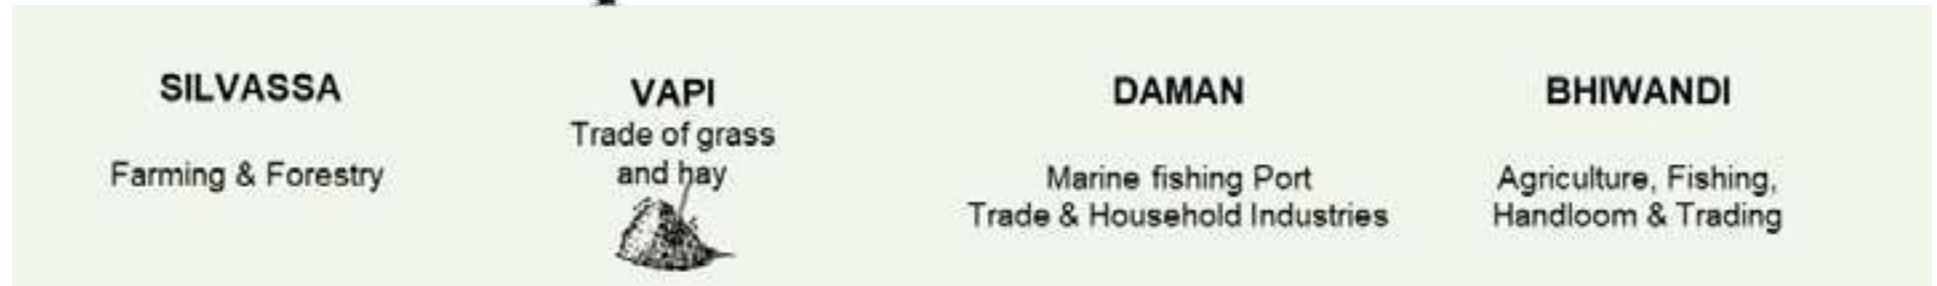 SILVASSA
Farming & Forestry
VAPI
Trade of grass
and hay
DAMAN
Marine fishing Port
Trade & Household Industries
BHIWANDI
Agriculture, Fishing,
Handloom & Trading